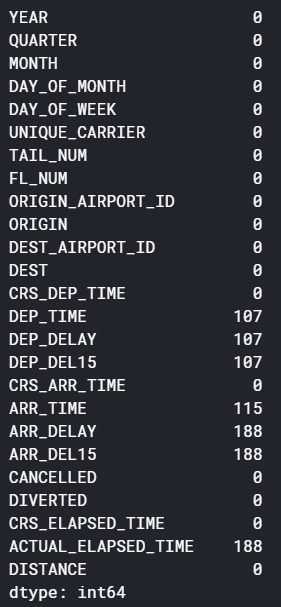 YEAR 0
QUARTER 0
MONTH 0
DAY_OF_MONTH 0
DAY_OF_WEEK 0
UNIQUE_CARRIER 0
TAIL_NUM 0
FL_NUM 0
ORIGIN_AIRPORT_ID 0
ORIGIN 0
DEST_AIRPORT_ID 0
DEST 0
CRS_DEP_TIME 0
DEP_TIME 107
DEP_DELAY 107
DEP_DEL15 107
CRS_ARR_TIME 0
ARR_TIME 115
ARR_DELAY 188
ARR_DEL15 188
CANCELLED 0
DIVERTED 0
CRS_ELAPSED_TIME 0
ACTUAL_ELAPSED_TIME 188
DISTANCE 0
dtype: int64